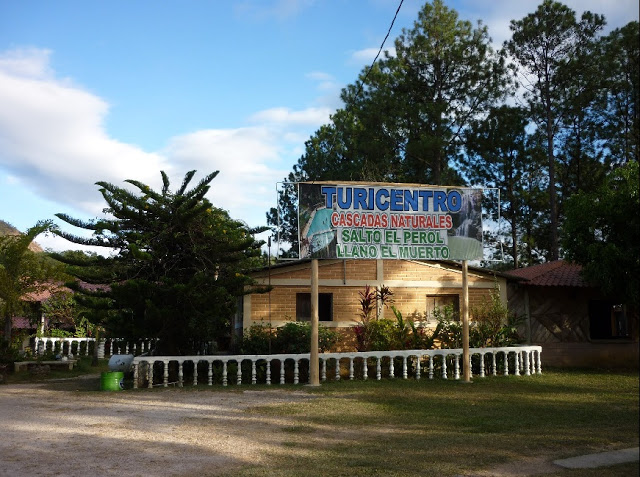 TURICENTRO
CASCADAS NATURALES
SALTO EL PEROL
LLANO EL MUERTO